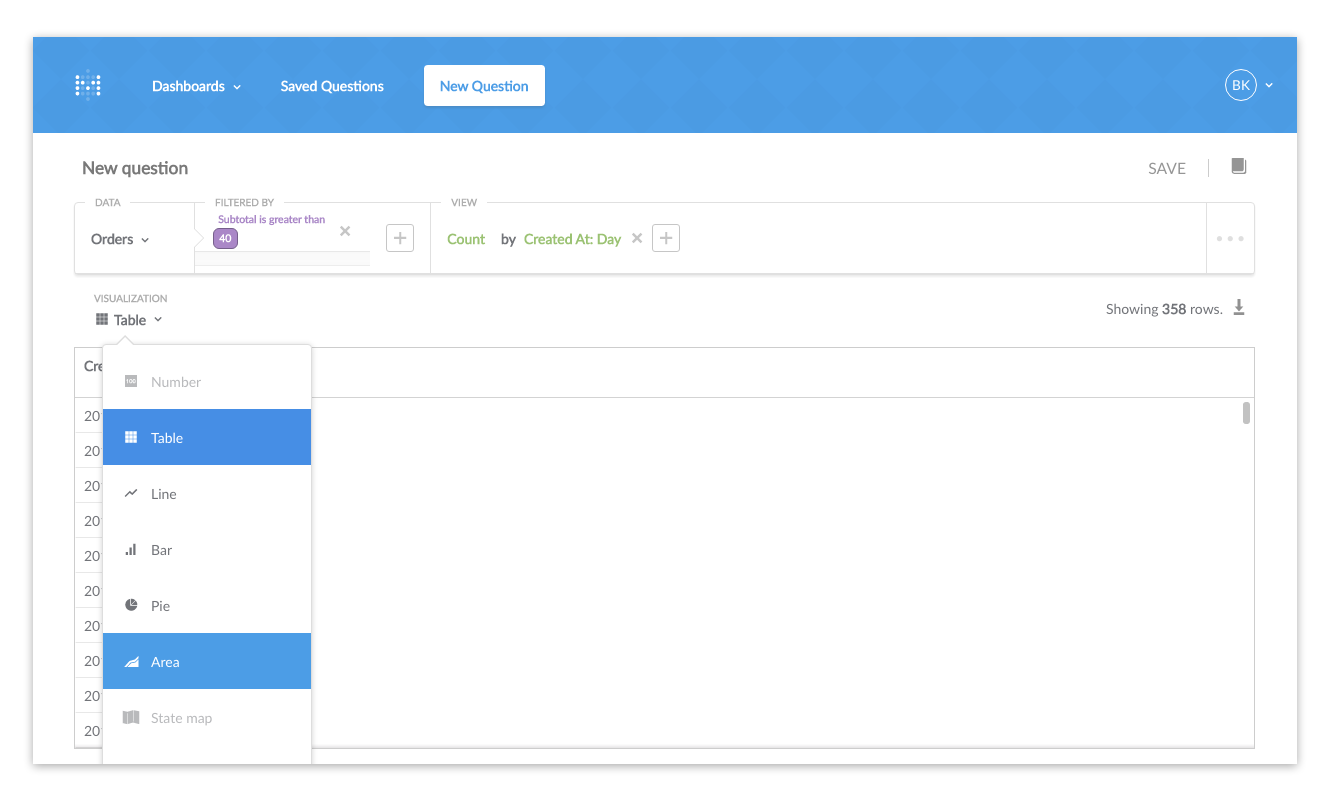 Dashboards
Saved Questions
New Question
BK
New question
SAVE
DATA
FILTERED BY
VIEW
Orders
Subtotal is greater than
40
Count by Created At: Day
VISUALIZATION
Table
Showing 358 rows.
Cre
100
Number
Table
Line
Bar
Pie
Area
State map
20
20
20
20
20
20
20
20
20
20